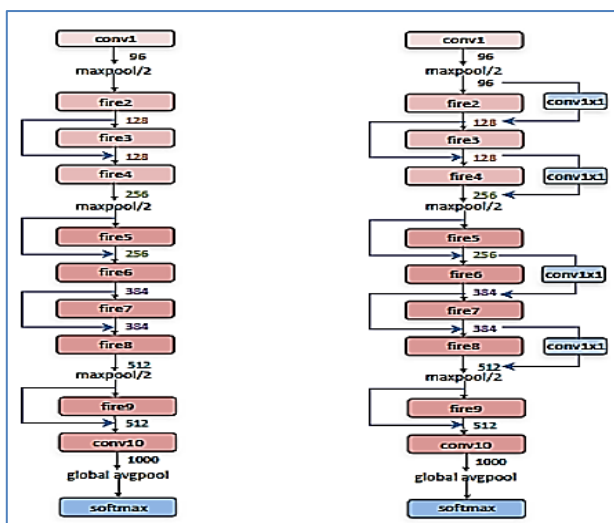 conv1
96
maxpool/2
fire2
128
fire3
128
fire4
256
maxpool/2
fire5
256
fire6
384
fire7
384
fire8
512
maxpool/2
fire9
512
conv10
1000
global avgpool
softmax
conv1
96
maxpool/2
96
conv1x1
fire2
128
fire3
128
fire4
conv1x1
256
maxpool/2
fire5
256
fire6
conv1x1
384
fire7
384
fire8
conv1x1
512
maxpool/2
fire9
512
conv10
1000
global avgpool
softmax